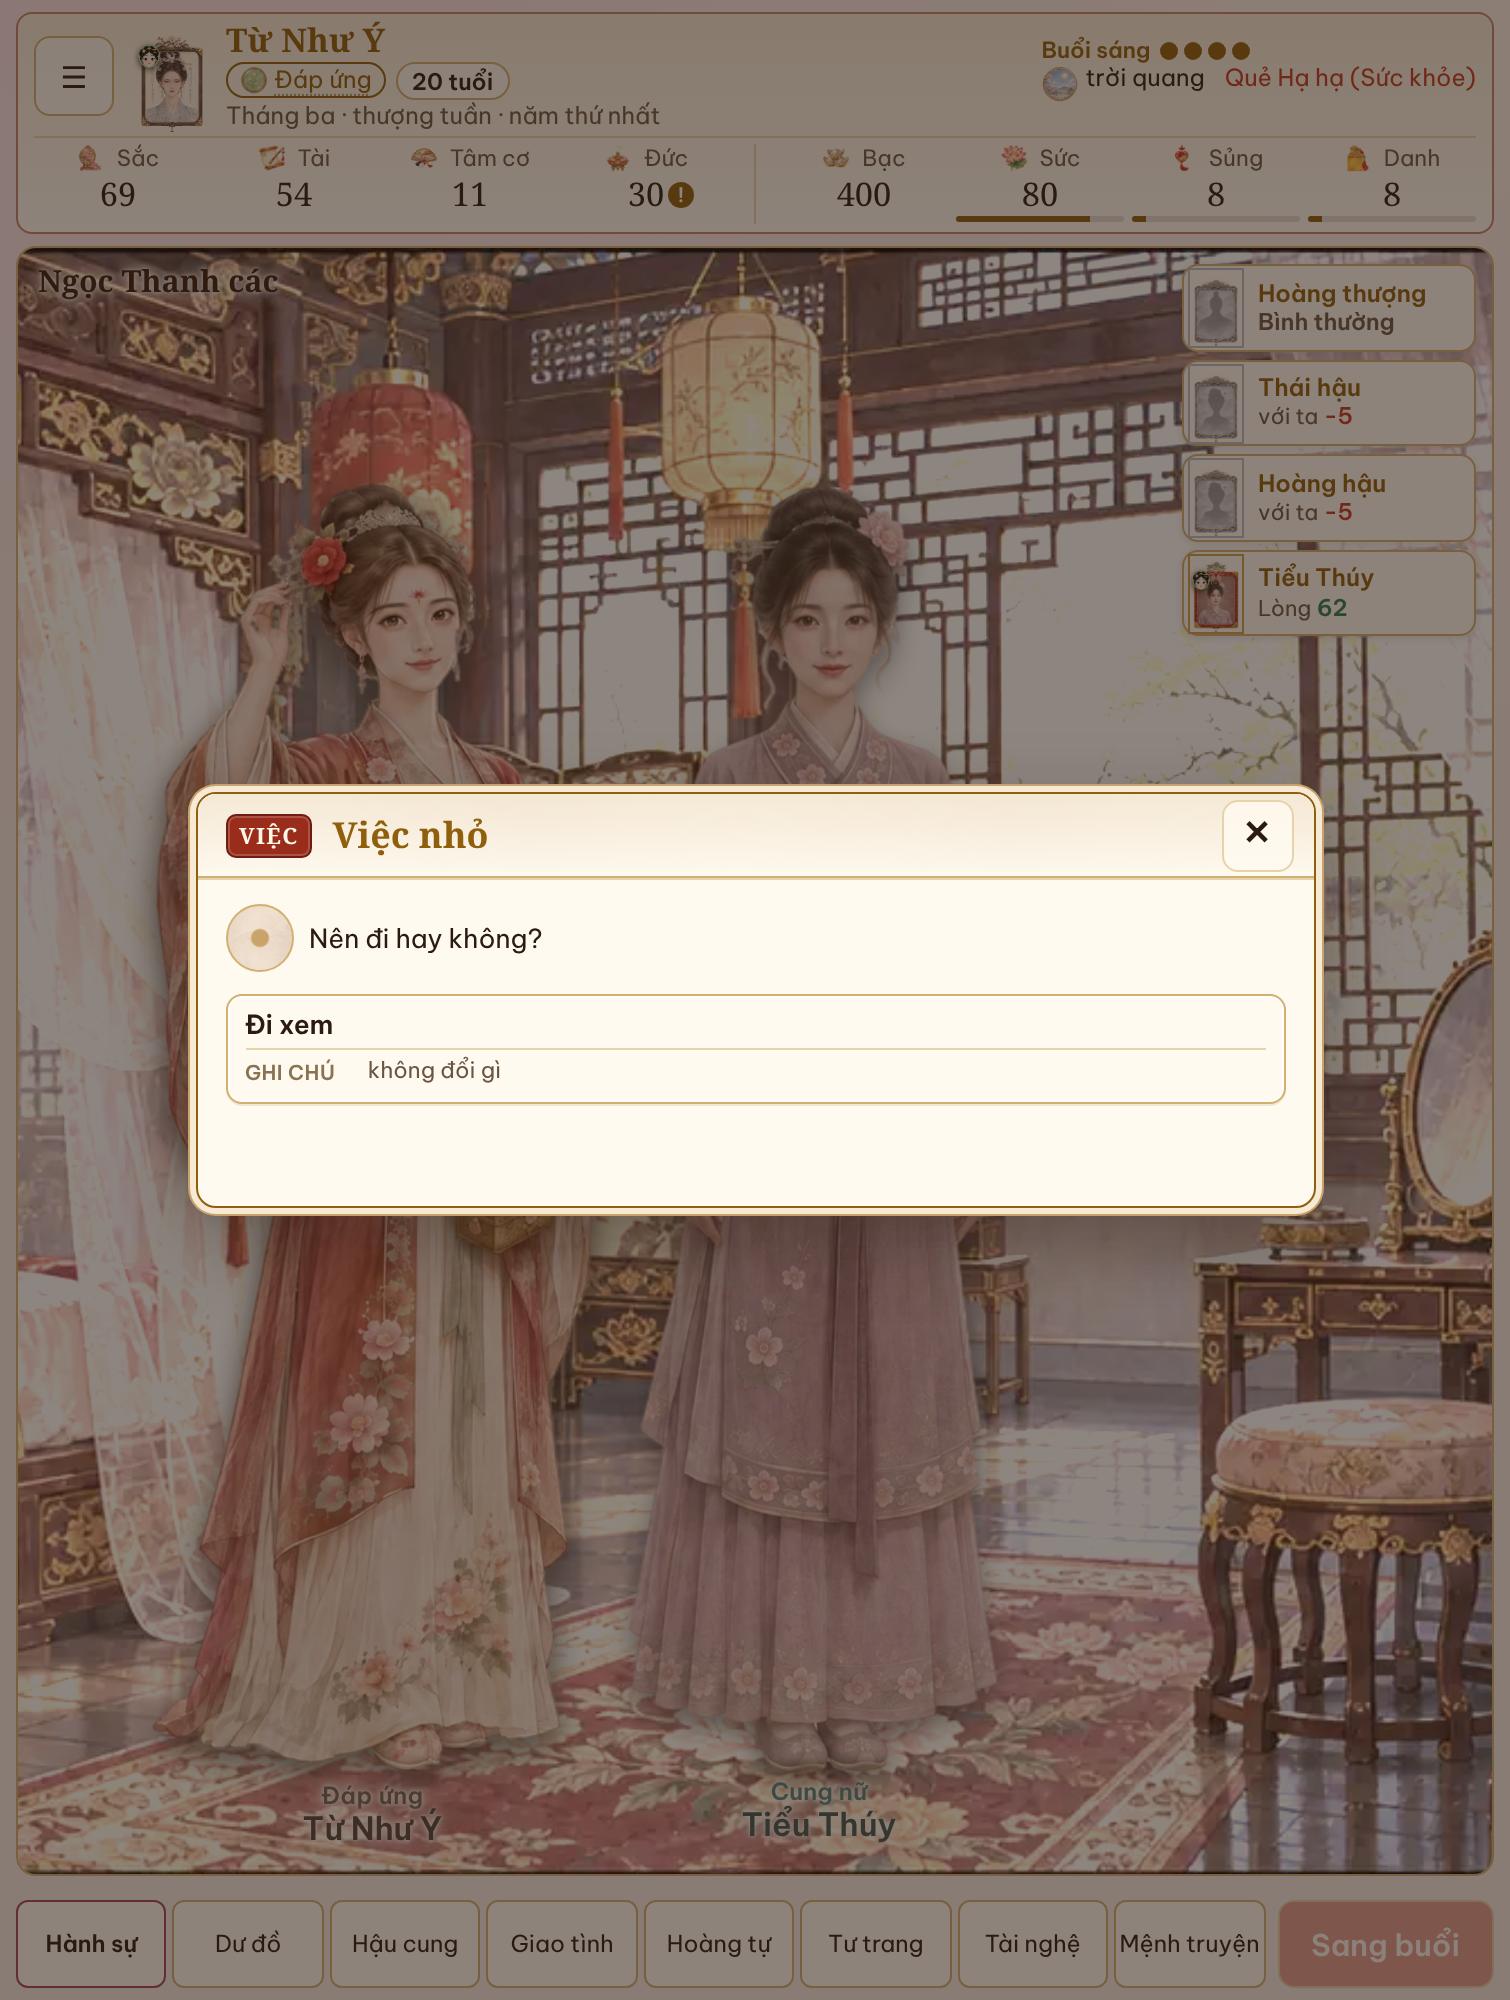 ☰
Từ Như Ý
Đáp ứng 20 tuổi
Tháng ba · thượng tuần · năm thứ nhất
Buổi sáng
trời quang Quẻ Hạ hạ (Sức khỏe)
Sắc Tài Tâm cơ Đức Bạc Sức Sủng Danh
69 54 11 30 ! 400 80 8 8
Ngọc Thanh các
Hoàng thượng
Bình thường
Thái hậu
với ta -5
Hoàng hậu
với ta -5
Tiểu Thúy
Lòng 62
VIỆC Việc nhỏ ✕
Nên đi hay không?
Đi xem
GHI CHÚ không đổi gì
Đáp ứng
Từ Như Ý
Cung nữ
Tiểu Thúy
Hành sự Dư đồ Hậu cung Giao tình Hoàng tự Tư trang Tài nghệ Mệnh truyện Sang buổi